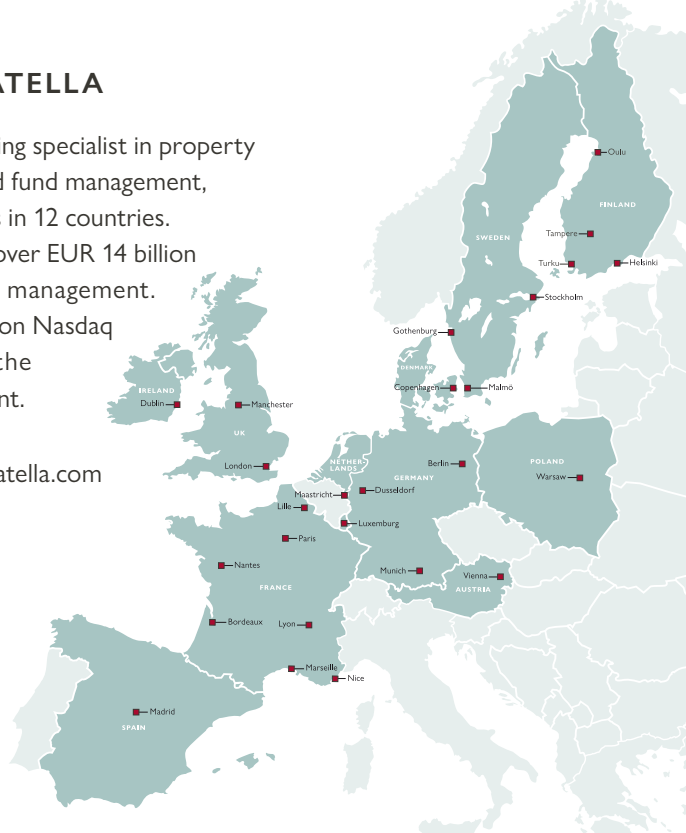 ATELLA
ing specialist in property
d fund management,
s in 12 countries.
over EUR 14 billion
management.
on Nasdaq
the
nt.
atella.com
Oulu
FINLAND
SWEDEN
Tampere
Turku
Helsinki
Stockholm
Gothenburg
DENMARK
Copenhagen
Malmö
IRELAND
Dublin
Manchester
UK
London
NETHER-
LANDS
Berlin
POLAND
GERMANY
Warsaw
Maastricht
Dusseldorf
Lille
Luxemburg
Paris
Nantes
Munich
Vienna
AUSTRIA
FRANCE
Bordeaux
Lyon
Marseille
Nice
Madrid
SPAIN